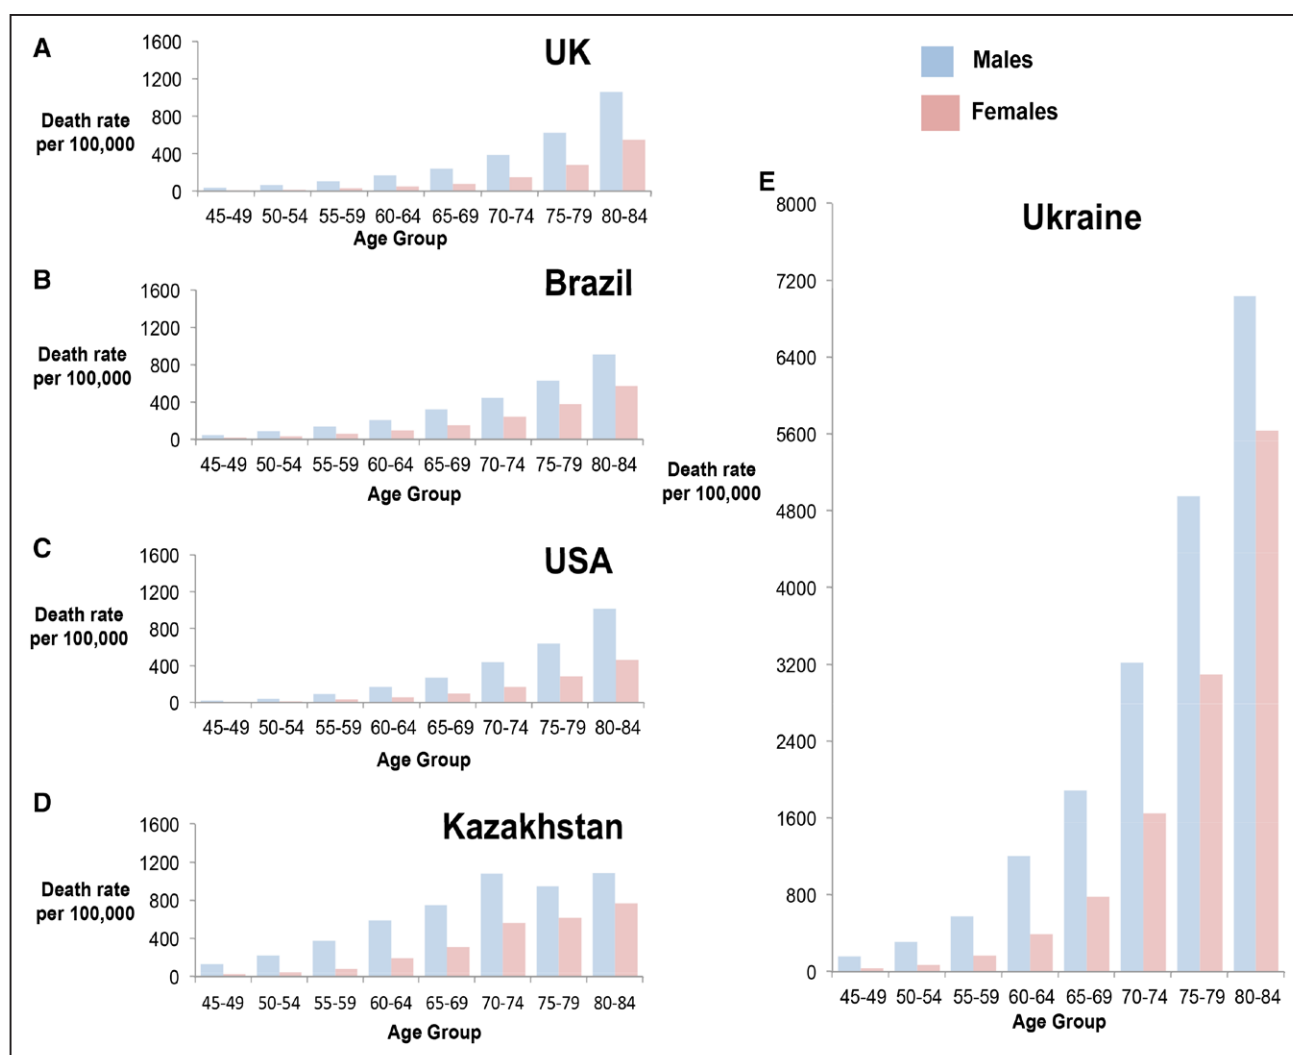 A
UK
1600
1200
800
400
0
Death rate
per 100,000
45-49 50-54 55-59 60-64 65-69 70-74 75-79 80-84
Age Group
B
Brazil
1600
1200
800
400
0
Death rate
per 100,000
45-49 50-54 55-59 60-64 65-69 70-74 75-79 80-84
Age Group
C
USA
1600
1200
800
400
0
Death rate
per 100,000
45-49 50-54 55-59 60-64 65-69 70-74 75-79 80-84
Age Group
D
Kazakhstan
1600
1200
800
400
0
Death rate
per 100,000
45-49 50-54 55-59 60-64 65-69 70-74 75-79 80-84
Age Group
Males
Females
E
Ukraine
8000
7200
6400
5600
4800
4000
3200
2400
1600
800
0
Death rate
per 100,000
45-49 50-54 55-59 60-64 65-69 70-74 75-79 80-84
Age Group